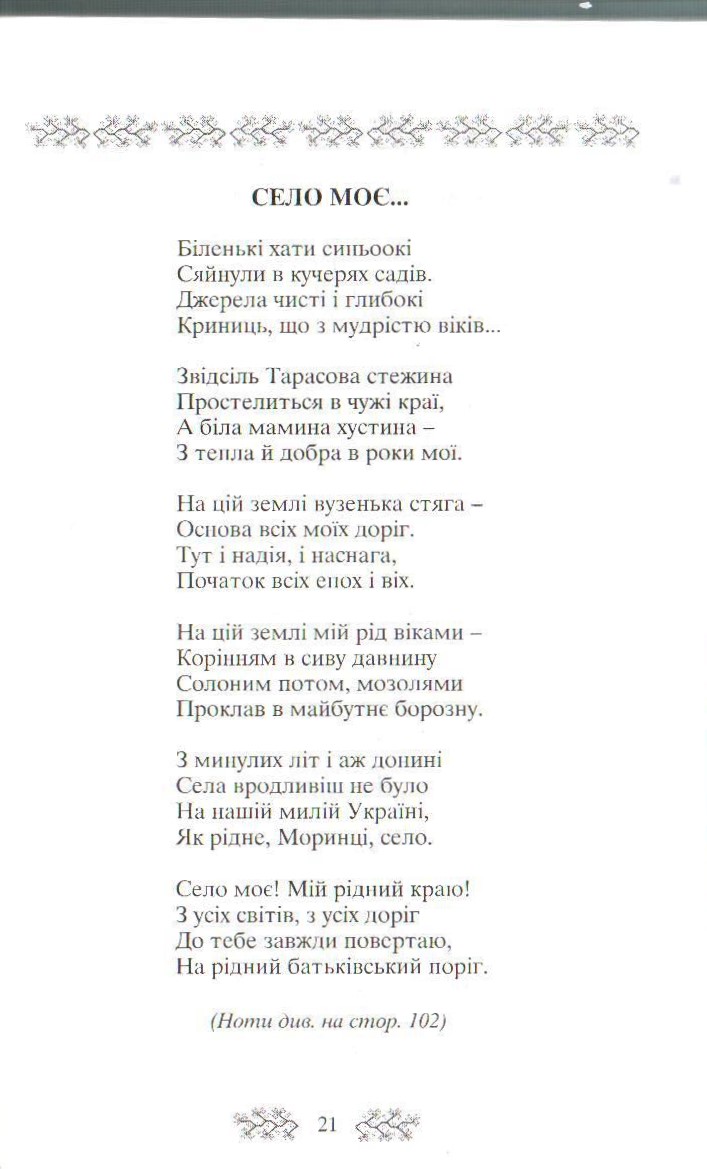 СЕЛО МОЄ...
Біленькі хати синьоокі
Сяйнули в кучерях садів.
Джерела чисті і глибокі
Криниць, що з мудрістю віків...
Звідсіль Тарасова стежина
Простелиться в чужі краї,
А біла мамина хустина –
З тепла й добра в роки мої.
На цій землі вузенька стяга –
Основа всіх моїх доріг.
Тут і надія, і наснага,
Початок всіх епох і віх.
На цій землі мій рід віками –
Корінням в сиву давнину
Солоним потом, мозолями
Проклав в майбутнє борозну.
З минулих літ і аж донині
Села вродливіш не було
На нашій милій Україні,
Як рідне, Моринці, село.
Село моє! Мій рідний краю!
З усіх світів, з усіх доріг
До тебе завжди повертаю,
На рідний батьківський поріг.
(Ноти див. на стор. 102)
21